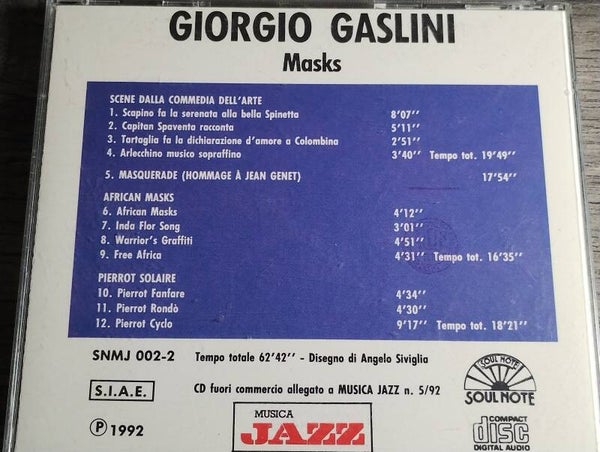 GIORGIO GASLINI
Masks
SCENE DALLA COMMEDIA DELL'ARTE
1. Scapino fa la serenata alla bella Spinetta 8'07''
2. Capitan Spaventa racconta 5'11''
3. Tartaglia fa la dichiarazione d'amore a Colombina 2'51''
4. Arlecchino musico sopraffino 3'40'' Tempo tot. 19'49''
5. MASQUERADE (HOMMAGE À JEAN GENET) 17'54''
AFRICAN MASKS
6. African Masks 4'12''
7. Inda Flor Song 3'01''
8. Warrior's Graffiti 4'51''
9. Free Africa 4'31'' Tempo tot. 16'35''
PIERROT SOLAIRE
10. Pierrot Fanfare 4'34''
11. Pierrot Rondò 4'30''
12. Pierrot Cyclo 9'17'' Tempo tot. 18'21''
SNMJ 002-2 Tempo totale 62'42'' - Disegno di Angelo Siviglia
S.I.A.E. CD fuori commercio allegato a MUSICA JAZZ n. 5/92
SOUL NOTE
SOUL NOTE
Ⓟ 1992
MUSICA
JAZZ
COMPACT
disc
DIGITAL AUDIO